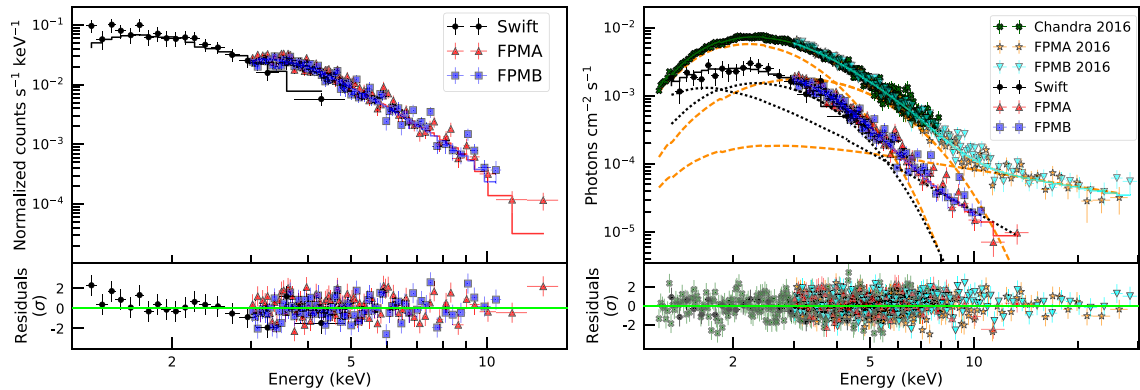 Normalized counts s⁻¹ keV⁻¹
10⁻¹
10⁻²
10⁻³
10⁻⁴
Swift
FPMA
FPMB
Residuals
(σ)
2
0
-2
2
5
10
Energy (keV)
Photons cm⁻² s⁻¹
10⁻²
10⁻³
10⁻⁴
10⁻⁵
Chandra 2016
FPMA 2016
FPMB 2016
Swift
FPMA
FPMB
Residuals
(σ)
2
0
-2
2
5
10
Energy (keV)